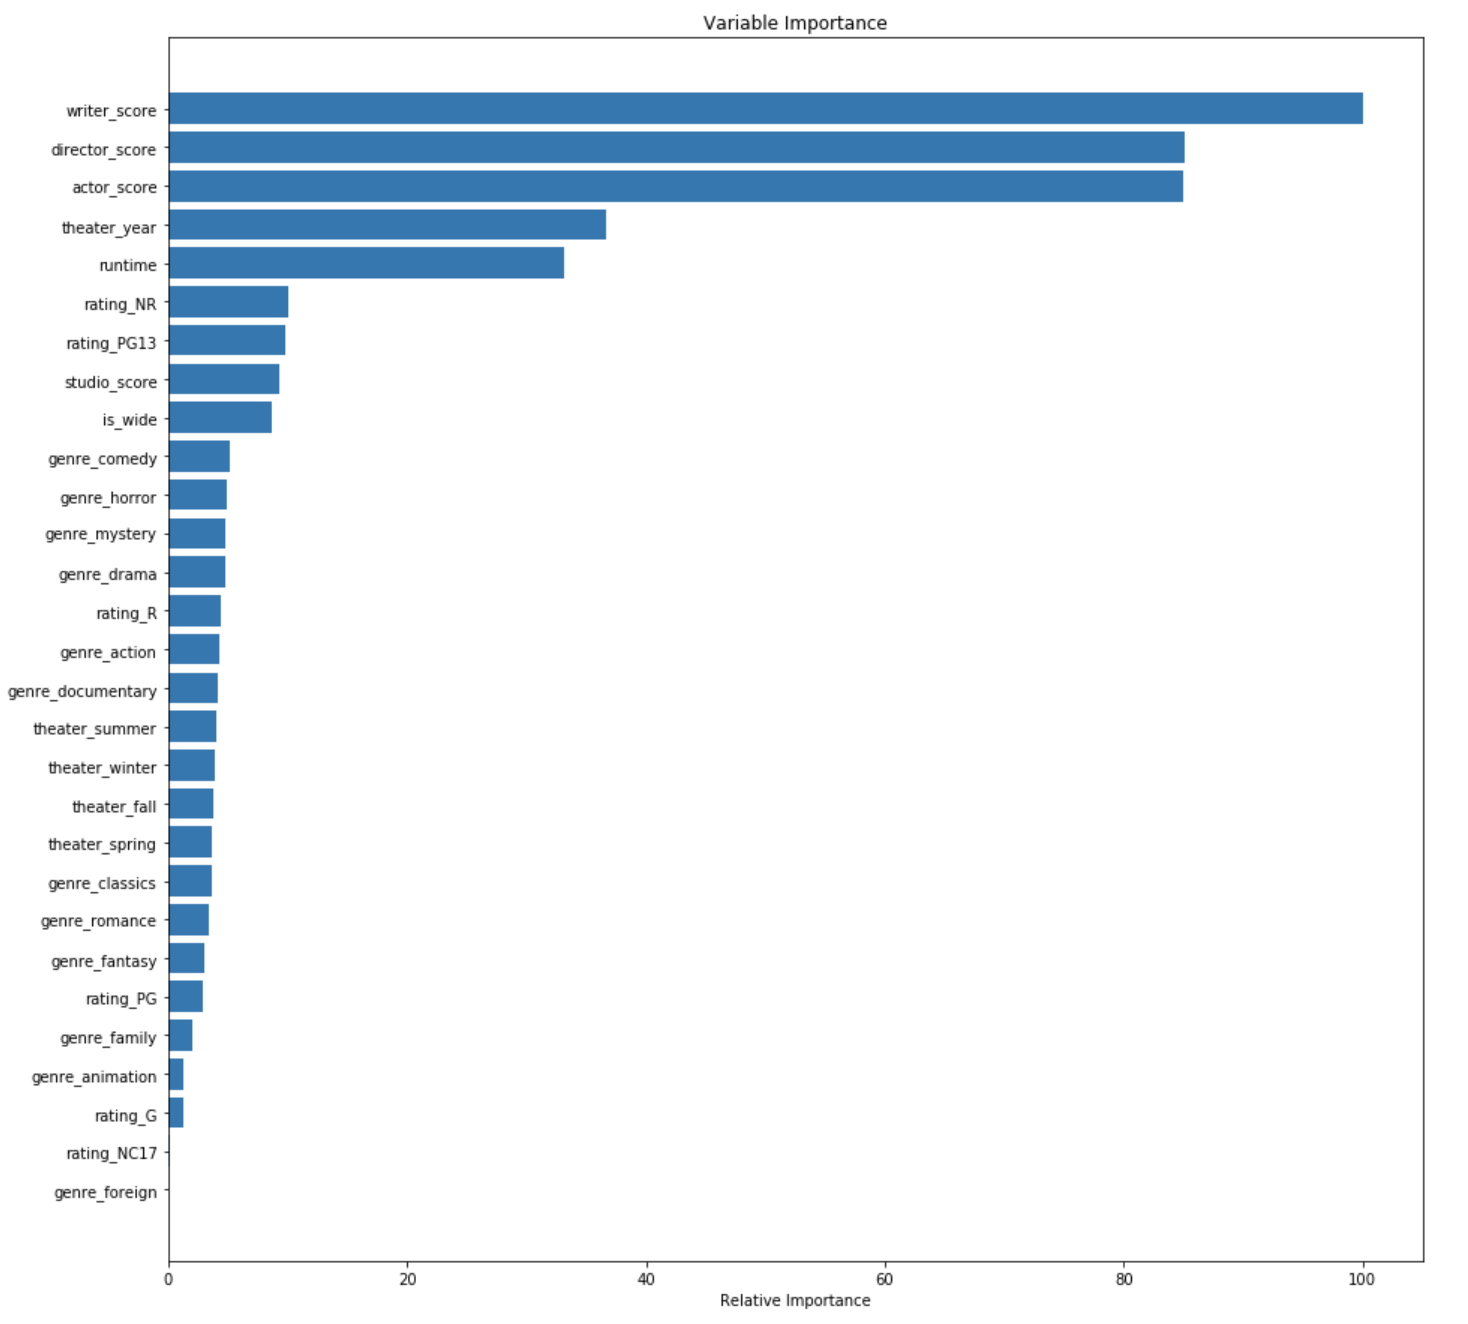 Variable Importance
writer_score
director_score
actor_score
theater_year
runtime
rating_NR
rating_PG13
studio_score
is_wide
genre_comedy
genre_horror
genre_mystery
genre_drama
rating_R
genre_action
genre_documentary
theater_summer
theater_winter
theater_fall
theater_spring
genre_classics
genre_romance
genre_fantasy
rating_PG
genre_family
genre_animation
rating_G
rating_NC17
genre_foreign
0 20 40 60 80 100
Relative Importance